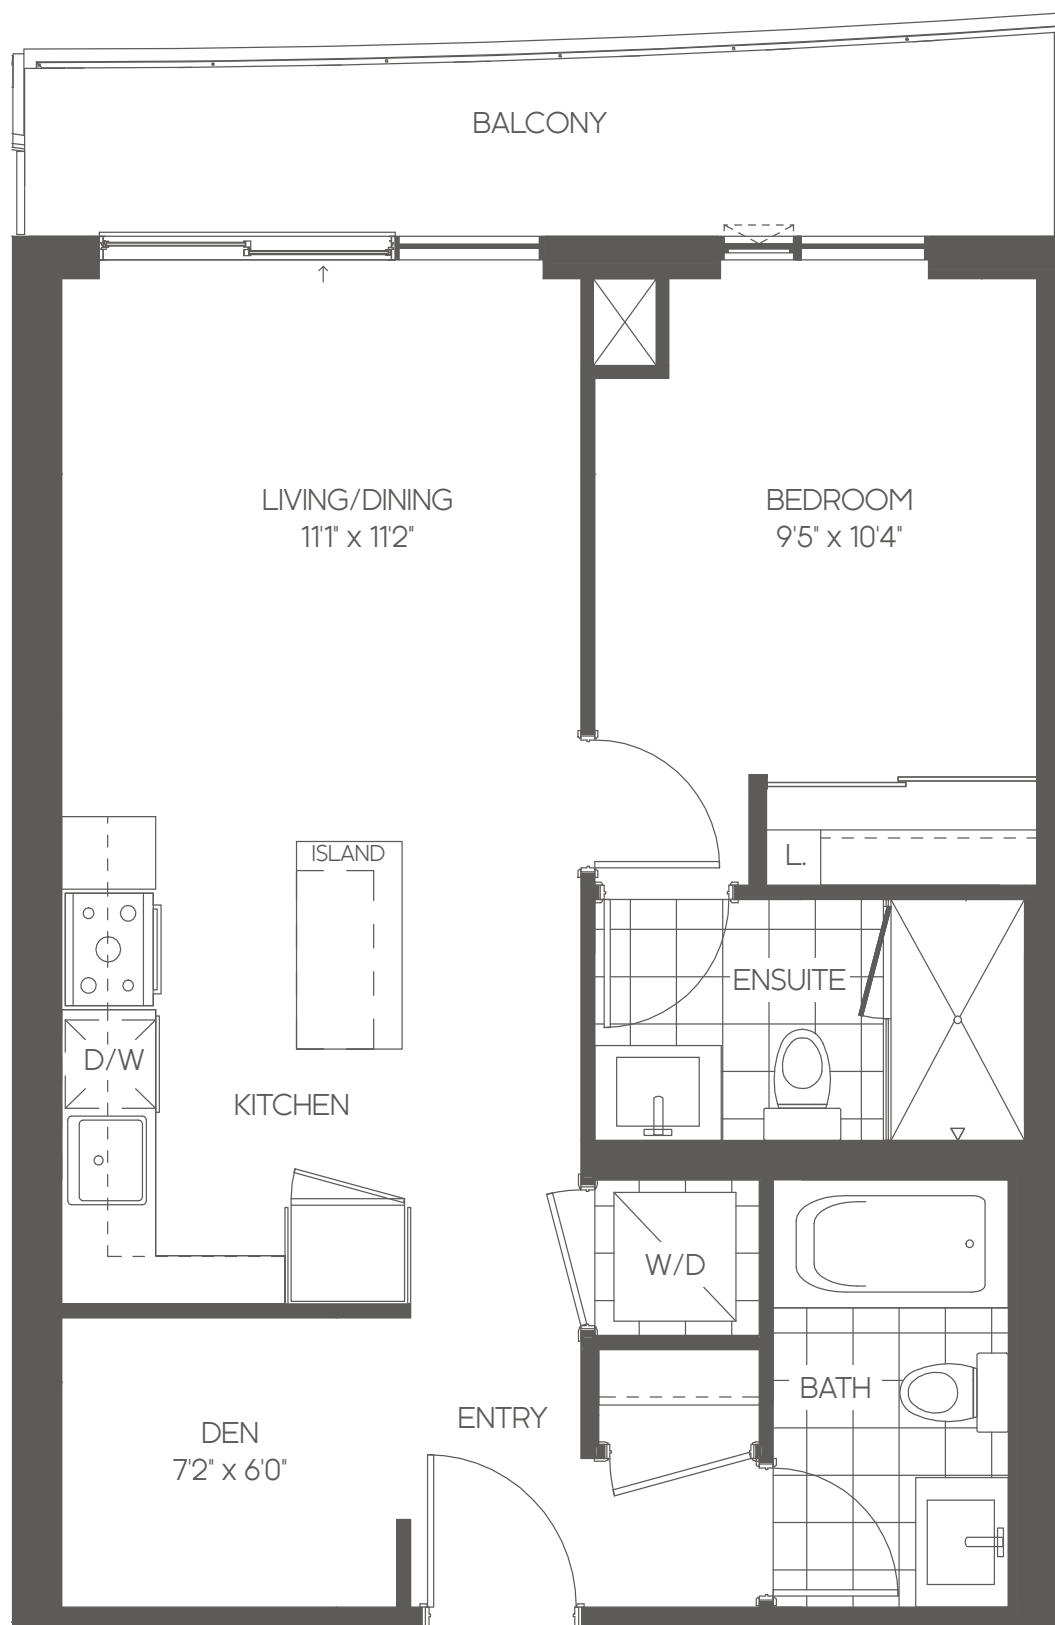 BALCONY
LIVING/DINING
11'1" x 11'2"
BEDROOM
9'5" x 10'4"
ISLAND
L.
ENSUITE
D/W
KITCHEN
W/D
BATH
ENTRY
DEN
7'2" x 6'0"